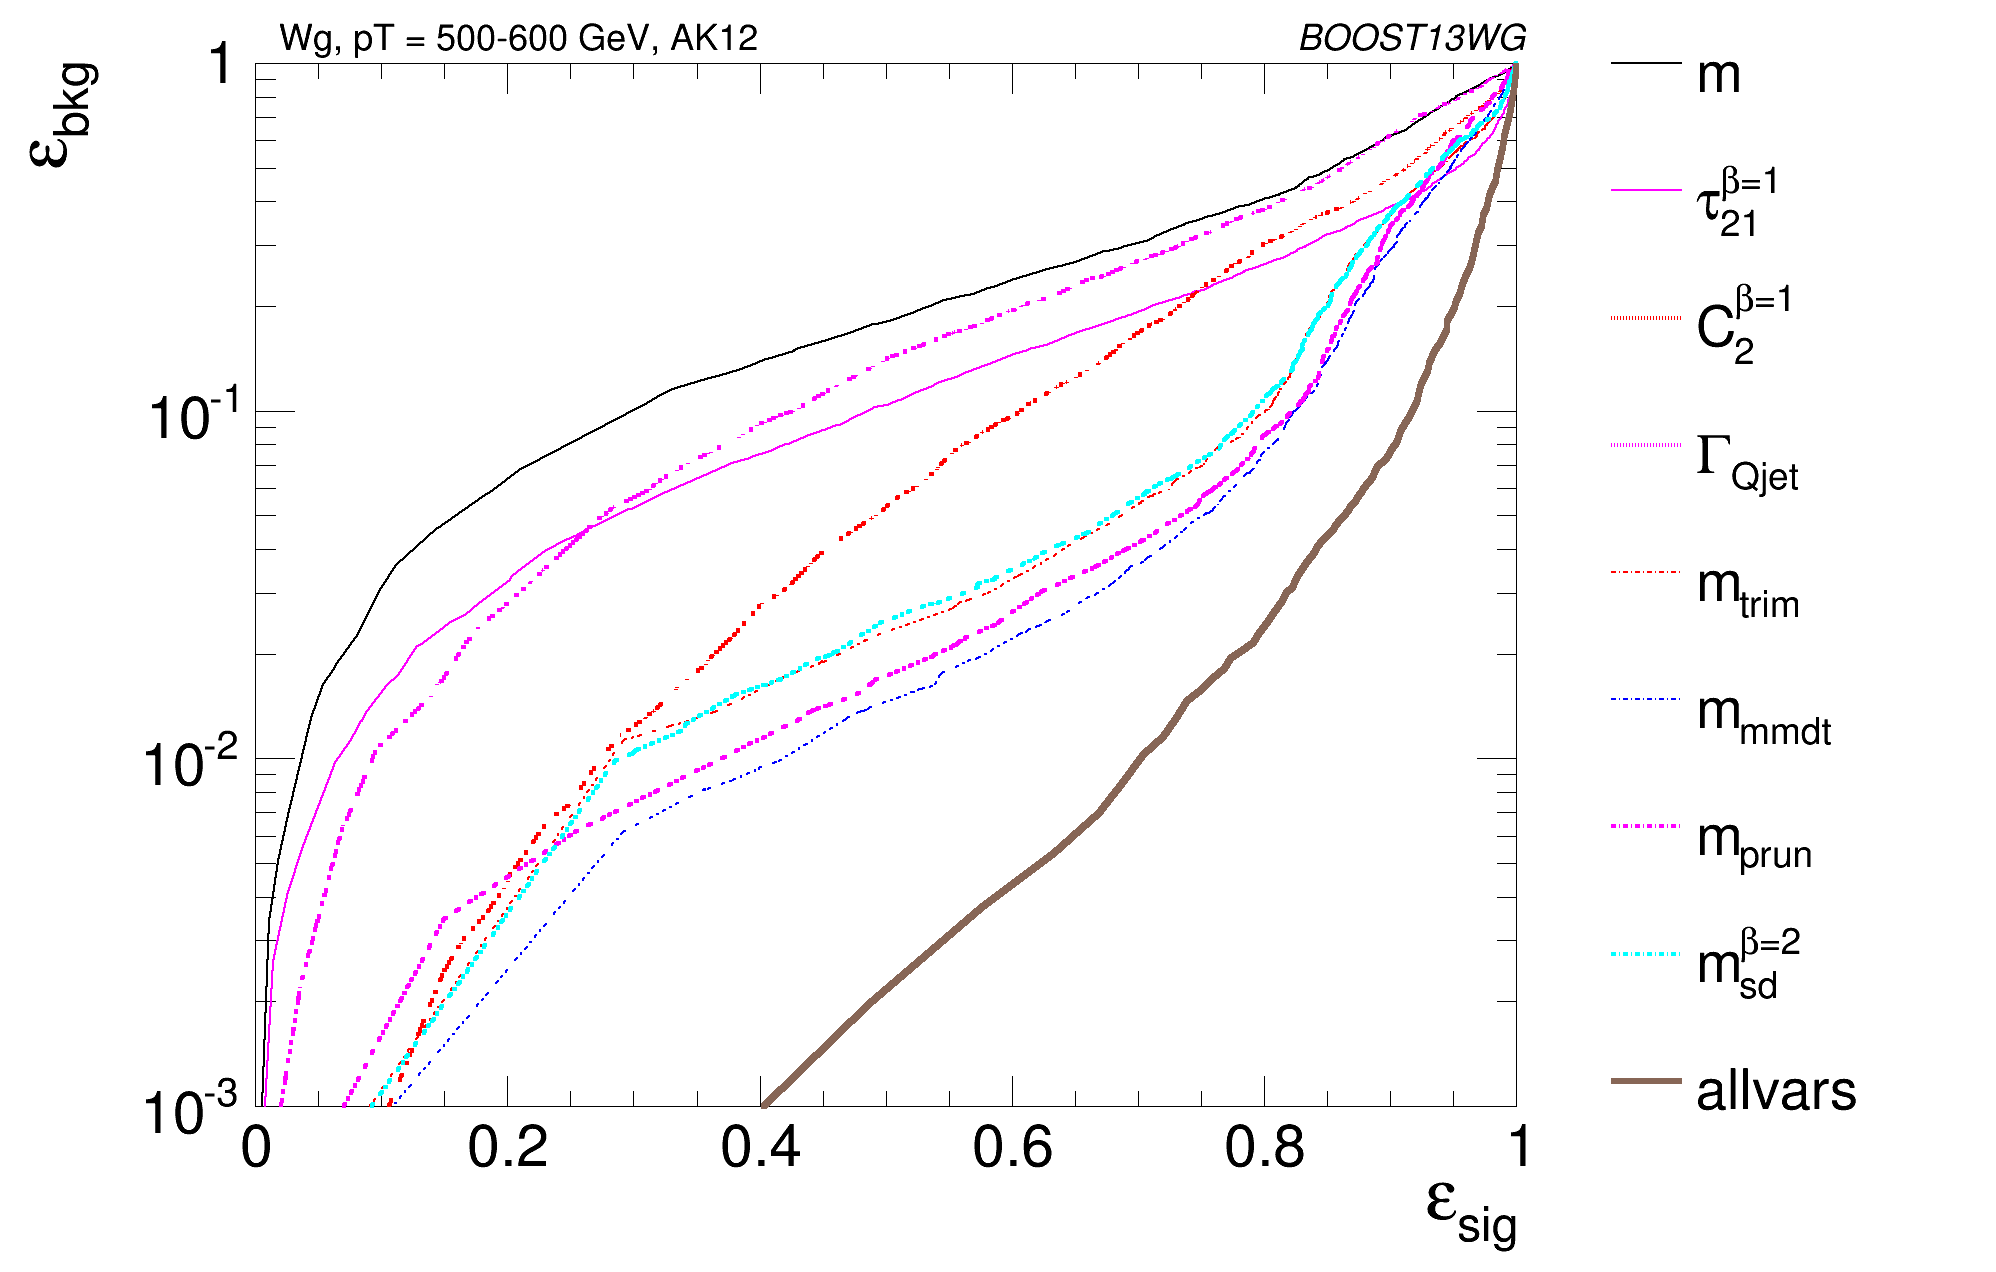 Wg, pT = 500-600 GeV, AK12
BOOST13WG
ε_bkg
1
10^-1
10^-2
10^-3
0 0.2 0.4 0.6 0.8 1
ε_sig
m
τ_21^β=1
C_2^β=1
Γ_Qjet
m_trim
m_mmdt
m_prun
m_sd^β=2
allvars